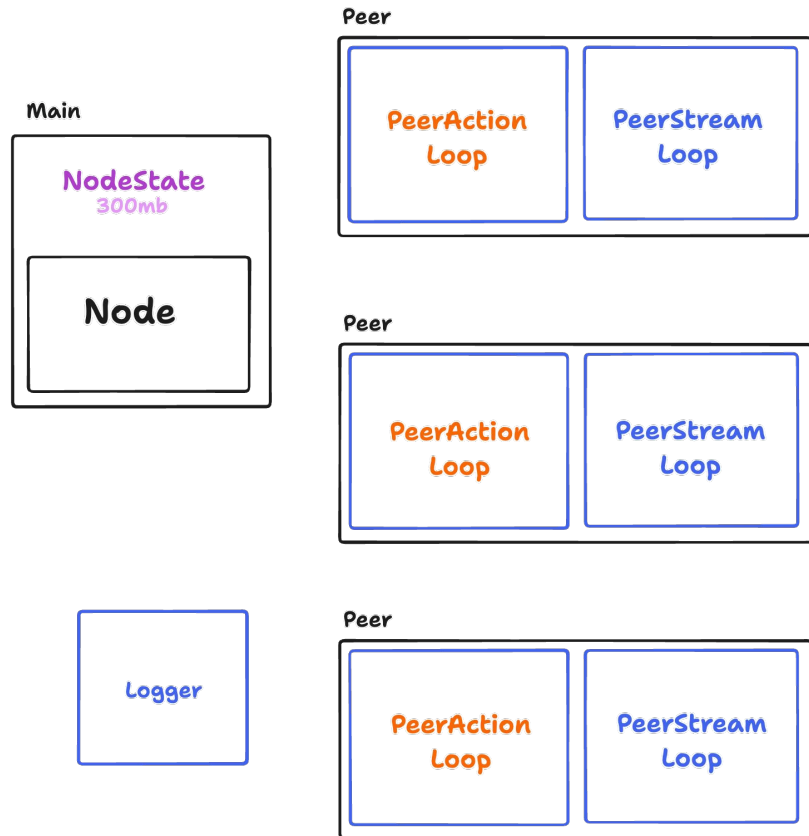 Main
NodeState
300mb
Node
Logger
Peer
PeerAction
Loop
PeerStream
Loop
Peer
PeerAction
Loop
PeerStream
Loop
Peer
PeerAction
Loop
PeerStream
Loop